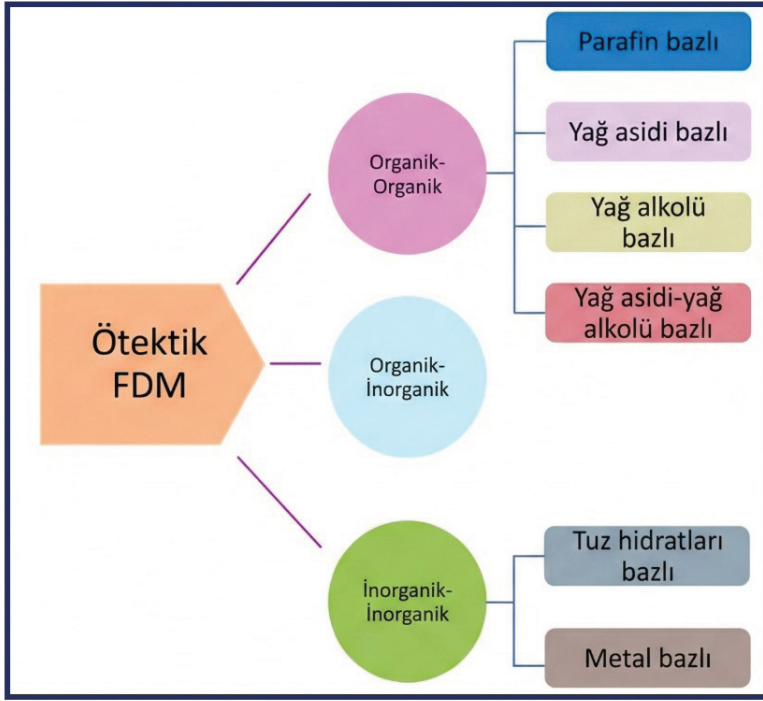 Ötektik
FDM
Organik-
Organik
Parafin bazlı
Yağ asidi bazlı
Yağ alkolü
bazlı
Yağ asidi-yağ
alkolü bazlı
Organik-
İnorganik
İnorganik-
İnorganik
Tuz hidratları
bazlı
Metal bazlı